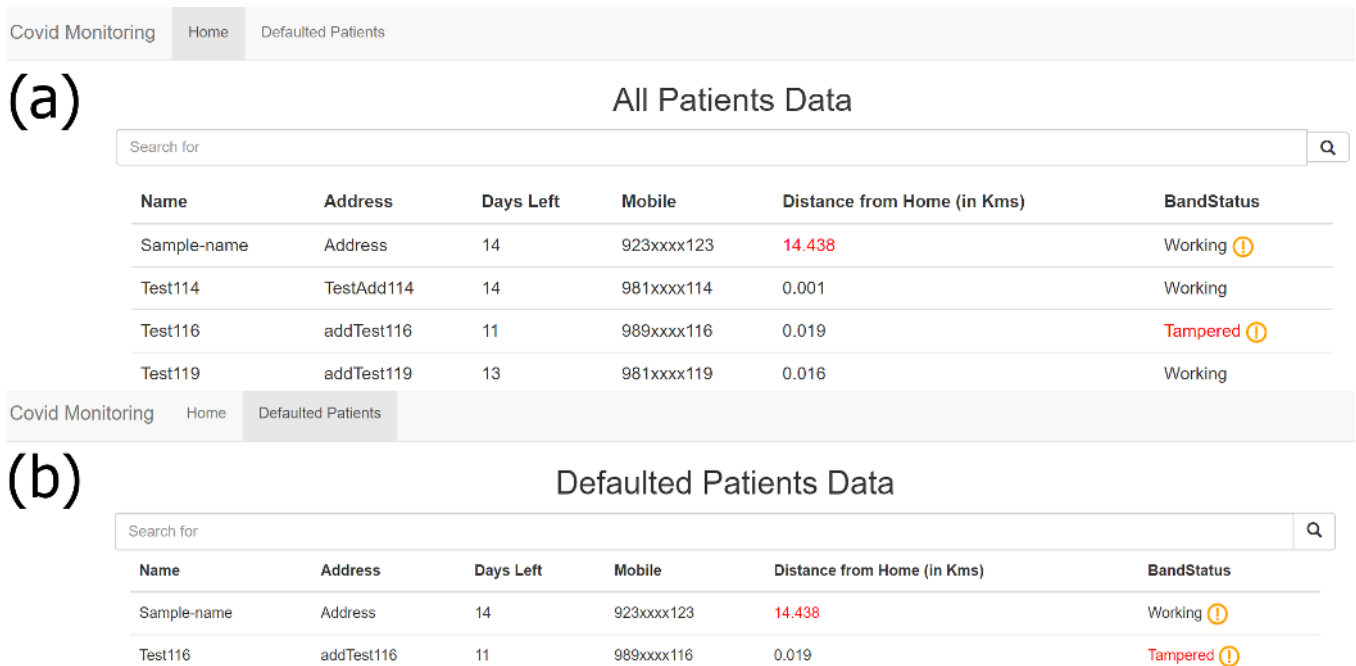 Covid Monitoring Home Defaulted Patients
(a)
All Patients Data
Search for
Name Address Days Left Mobile Distance from Home (in Kms) BandStatus
Sample-name Address 14 923xxxx123 14.438 Working
Test114 TestAdd114 14 981xxxx114 0.001 Working
Test116 addTest116 11 989xxxx116 0.019 Tampered
Test119 addTest119 13 981xxxx119 0.016 Working
Covid Monitoring Home Defaulted Patients
(b)
Defaulted Patients Data
Search for
Name Address Days Left Mobile Distance from Home (in Kms) BandStatus
Sample-name Address 14 923xxxx123 14.438 Working
Test116 addTest116 11 989xxxx116 0.019 Tampered